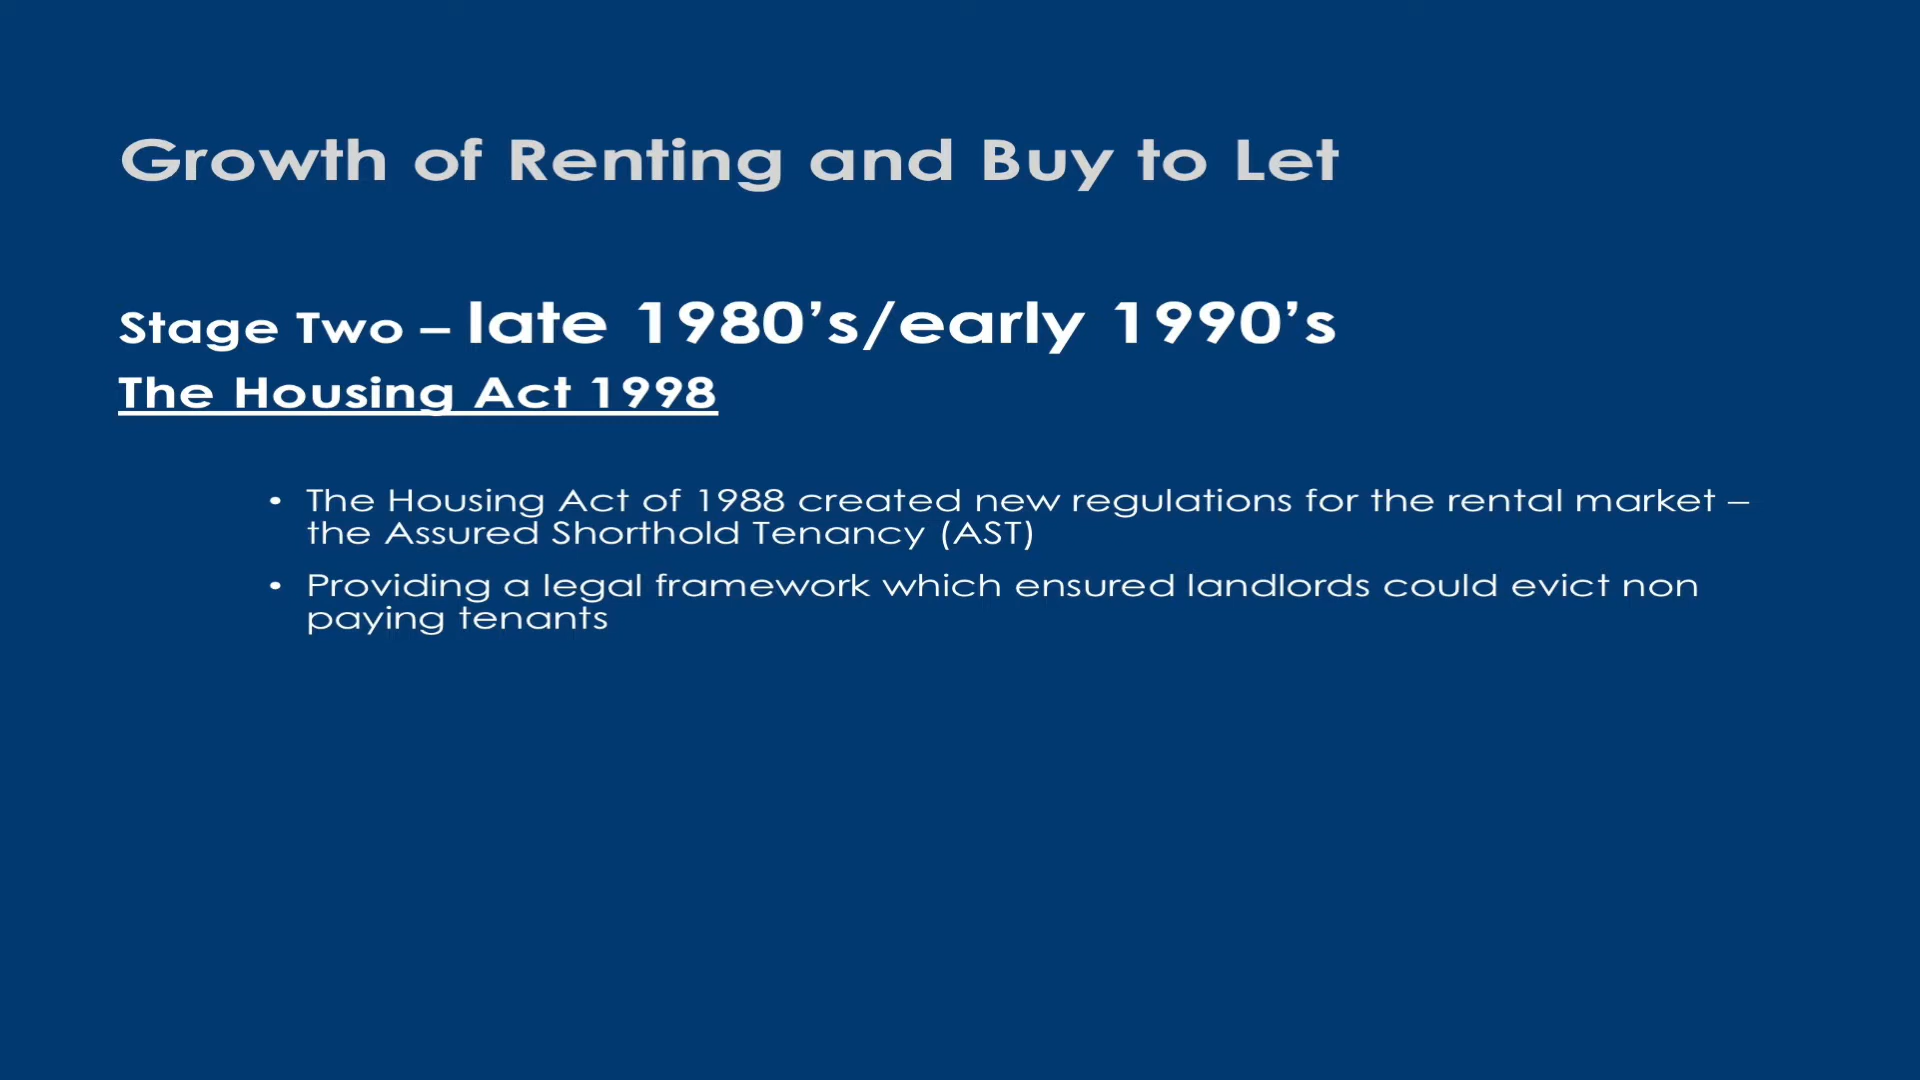 Growth of Renting and Buy to Let
Stage Two – late 1980’s/early 1990’s
The Housing Act 1998
• The Housing Act of 1988 created new regulations for the rental market –
the Assured Shorthold Tenancy (AST)
• Providing a legal framework which ensured landlords could evict non
paying tenants